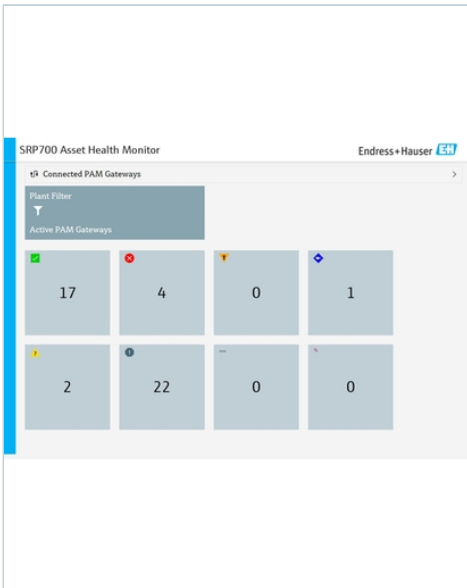 SRP700 Asset Health Monitor
Endress+Hauser EH
Connected PAM Gateways
Plant Filter
Active PAM Gateways
17
4
0
1
2
22
0
0